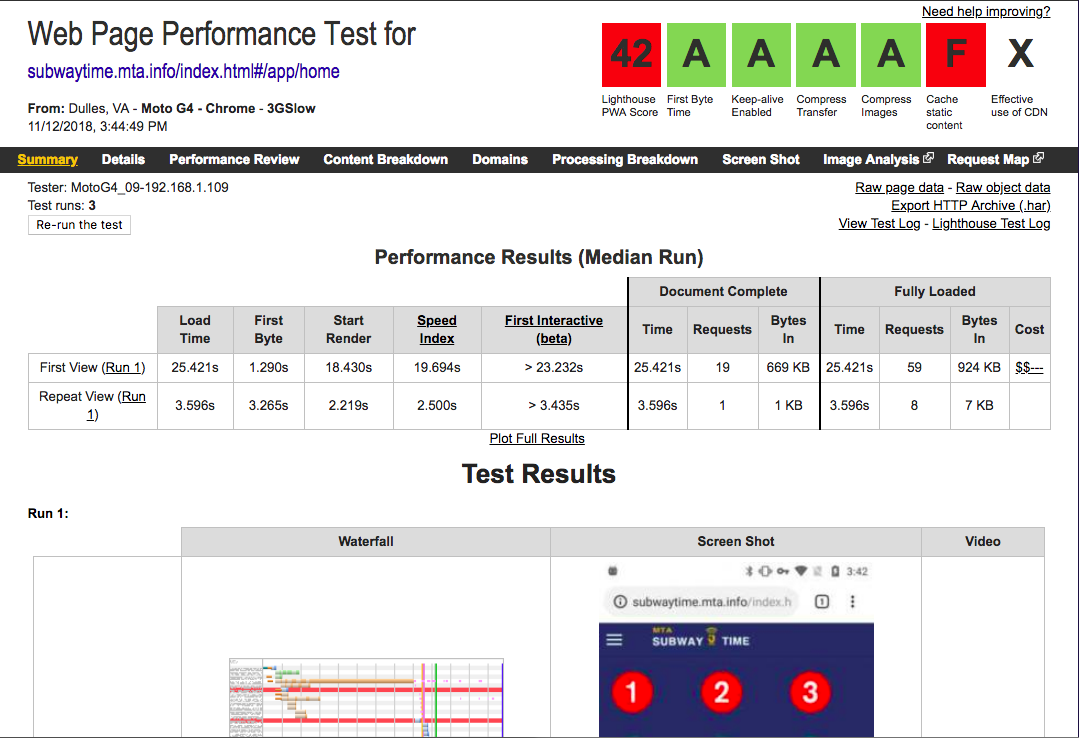 Need help improving?
Web Page Performance Test for
subwaytime.mta.info/index.html#/app/home
From: Dulles, VA - Moto G4 - Chrome - 3GSlow
11/12/2018, 3:44:49 PM
42 A A A A F X
Lighthouse PWA Score
First Byte Time
Keep-alive Enabled
Compress Transfer
Compress Images
Cache static content
Effective use of CDN
Summary Details Performance Review Content Breakdown Domains Processing Breakdown Screen Shot Image Analysis Request Map
Tester: MotoG4_09-192.168.1.109
Test runs: 3
Re-run the test
Raw page data - Raw object data
Export HTTP Archive (.har)
View Test Log - Lighthouse Test Log
Performance Results (Median Run)
Document Complete Fully Loaded
Load Time First Byte Start Render Speed Index First Interactive (beta) Time Requests Bytes In Time Requests Bytes In Cost
First View (Run 1) 25.421s 1.290s 18.430s 19.694s > 23.232s 25.421s 19 669 KB 25.421s 59 924 KB $$---
Repeat View (Run 1) 3.596s 3.265s 2.219s 2.500s > 3.435s 3.596s 1 1 KB 3.596s 8 7 KB
Plot Full Results
Test Results
Run 1:
Waterfall Screen Shot Video
3:42
subwaytime.mta.info/index.h 1
MTA
SUBWAY TIME
1 2 3